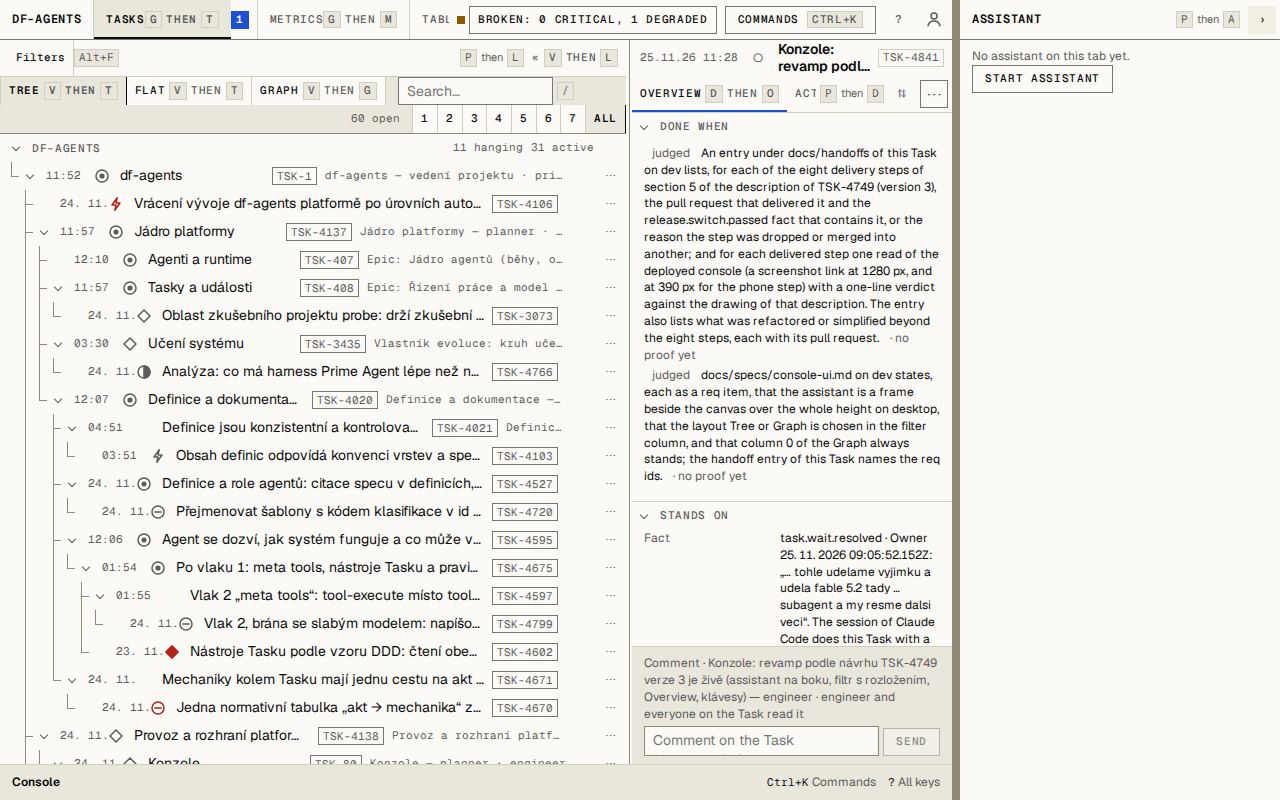 DF-AGENTS TASKS G THEN T 1 METRICS G THEN M TABL BROKEN: 0 CRITICAL, 1 DEGRADED COMMANDS CTRL+K ? ASSISTANT P then A ›
Filters Alt+F P then L « V THEN L
TREE V THEN T FLAT V THEN T GRAPH V THEN G Search… /
60 open 1 2 3 4 5 6 7 ALL
DF-AGENTS 11 hanging 31 active
11:52 df-agents TSK-1 df-agents — vedení projektu · pri… ···
24. 11. Vrácení vývoje df-agents platformě po úrovních auto… TSK-4106 ···
11:57 Jádro platformy TSK-4137 Jádro platformy — planner · … ···
12:10 Agenti a runtime TSK-407 Epic: Jádro agentů (běhy, o… ···
11:57 Tasky a události TSK-408 Epic: Řízení práce a model … ···
24. 11. Oblast zkušebního projektu probe: drží zkušební … TSK-3073 ···
03:30 Učení systému TSK-3435 Vlastník evoluce: kruh uče… ···
24. 11. Analýza: co má harness Prime Agent lépe než n… TSK-4766 ···
12:07 Definice a dokumenta… TSK-4020 Definice a dokumentace —… ···
04:51 Definice jsou konzistentní a kontrolova… TSK-4021 Definic… ···
03:51 Obsah definic odpovídá konvenci vrstev a spe… TSK-4103 ···
24. 11. Definice a role agentů: citace specu v definicích,… TSK-4527 ···
24. 11. Přejmenovat šablony s kódem klasifikace v id … TSK-4720 ···
12:06 Agent se dozví, jak systém funguje a co může v… TSK-4595 ···
01:54 Po vlaku 1: meta tools, nástroje Tasku a pravi… TSK-4675 ···
01:55 Vlak 2 „meta tools“: tool-execute místo tool… TSK-4597 ···
24. 11. Vlak 2, brána se slabým modelem: napíšo… TSK-4799 ···
23. 11. Nástroje Tasku podle vzoru DDD: čtení obe… TSK-4602 ···
24. 11. Mechaniky kolem Tasku mají jednu cestu na akt … TSK-4671 ···
24. 11. Jedna normativní tabulka „akt → mechanika“ z… TSK-4670 ···
24. 11. Provoz a rozhraní platfor… TSK-4138 Provoz a rozhraní platf… ···
24. 11. Konzole TSK-80 Konzole — planner · engineer ···
25.11.26 11:28 Konzole: revamp podl… TSK-4841
OVERVIEW D THEN O ACT P then D ⇅ ···
DONE WHEN
judged An entry under docs/handoffs of this Task
on dev lists, for each of the eight delivery steps of
section 5 of the description of TSK-4749 (version 3),
the pull request that delivered it and the
release.switch.passed fact that contains it, or the
reason the step was dropped or merged into
another; and for each delivered step one read of the
deployed console (a screenshot link at 1280 px, and
at 390 px for the phone step) with a one-line verdict
against the drawing of that description. The entry
also lists what was refactored or simplified beyond
the eight steps, each with its pull request. · no
proof yet
judged docs/specs/console-ui.md on dev states,
each as a req item, that the assistant is a frame
beside the canvas over the whole height on desktop,
that the layout Tree or Graph is chosen in the filter
column, and that column 0 of the Graph always
stands; the handoff entry of this Task names the req
ids. · no proof yet
STANDS ON
Fact task.wait.resolved · Owner
25. 11. 2026 09:05:52.152Z:
„… tohle udelame vyjimku a
udela fable 5.2 tady …
subagent a my resme dalsi
veci“. The session of Claude
Code does this Task with a
Comment · Konzole: revamp podle návrhu TSK-4749
verze 3 je živě (assistant na boku, filtr s rozložením,
Overview, klávesy) — engineer · engineer and
everyone on the Task read it
Comment on the Task SEND
No assistant on this tab yet.
START ASSISTANT
Console Ctrl+K Commands ? All keys